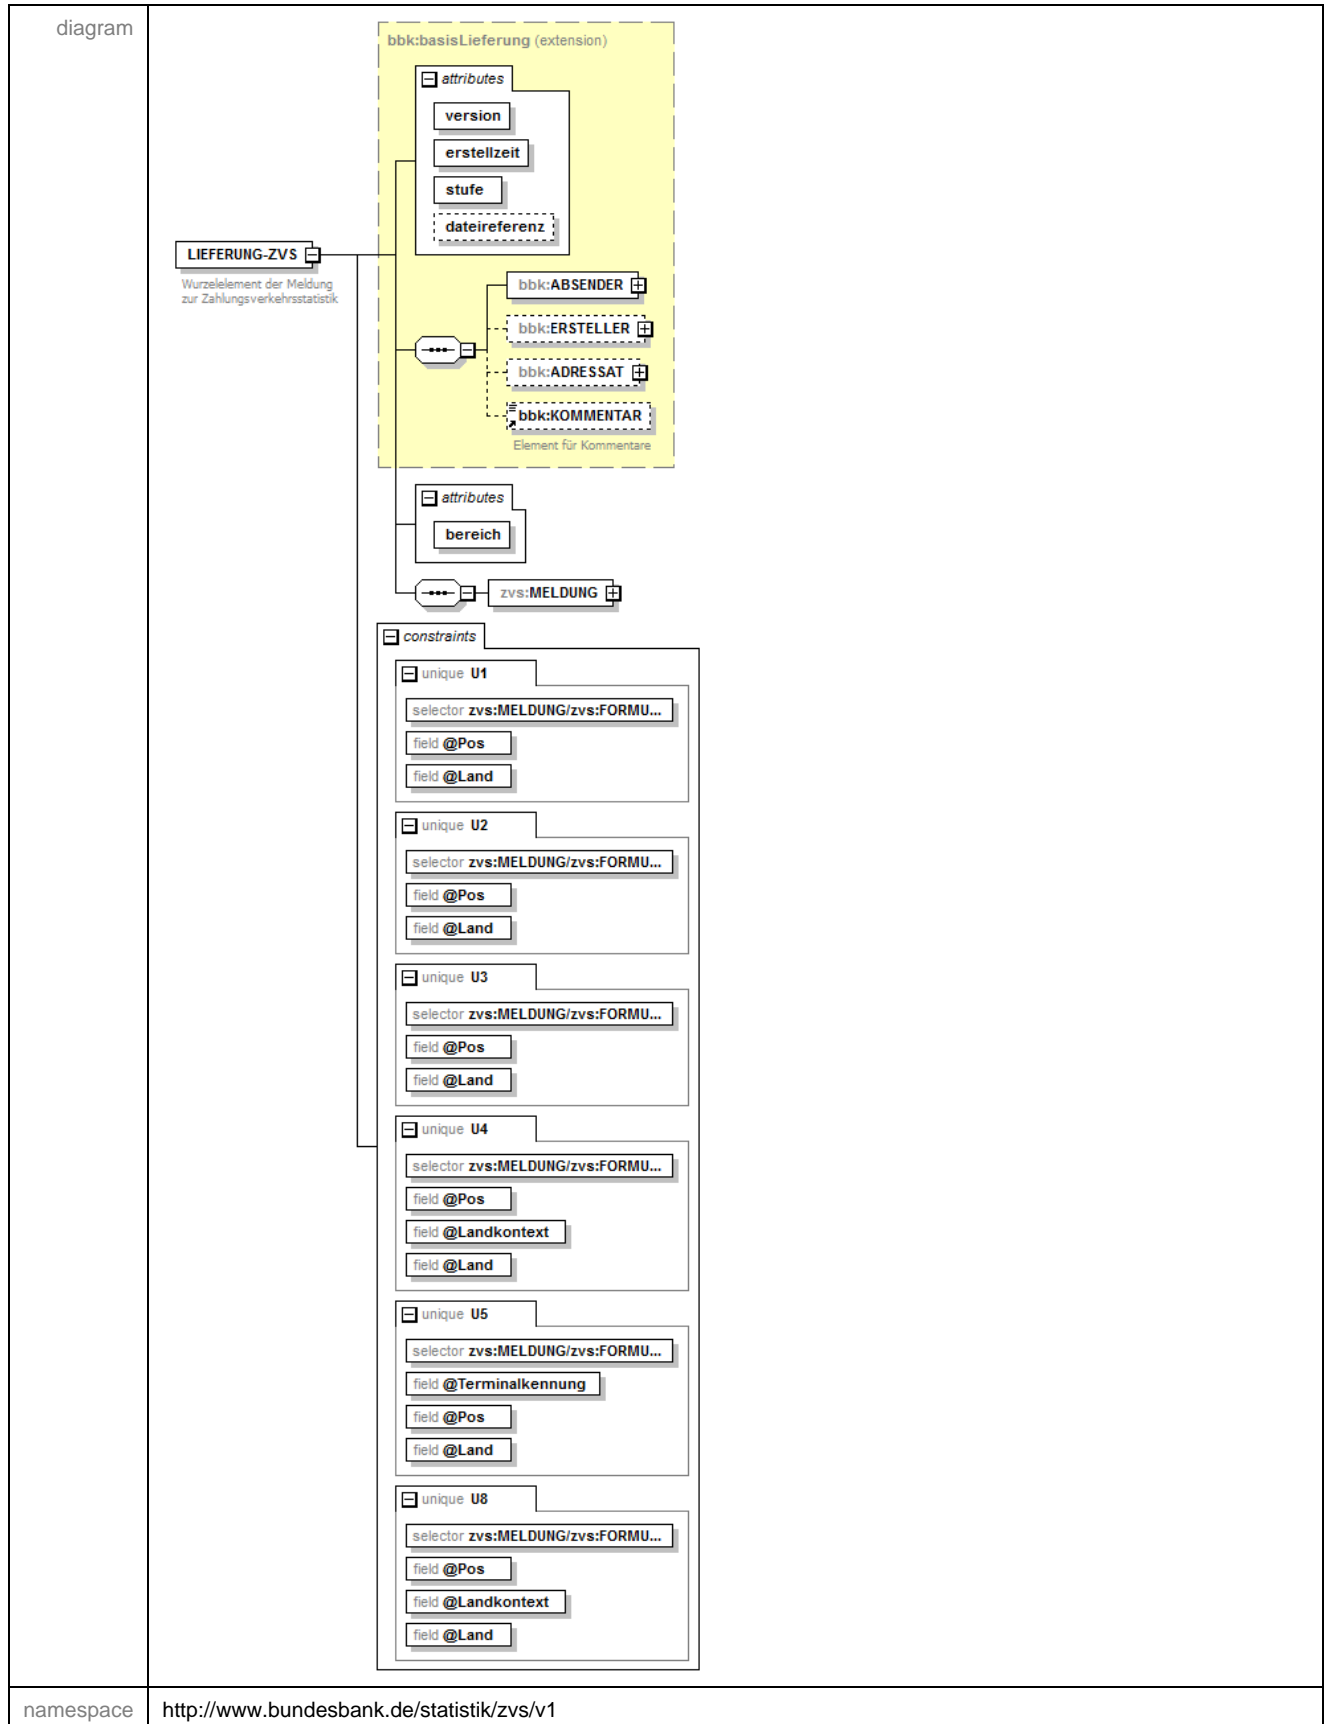 diagram
bbk:basisLieferung (extension)
attributes
version
erstellzeit
stufe
dateireferenz
LIEFERUNG-ZVS
Wurzelelement der Meldung
zur Zahlungsverkehrsstatistik
bbk:ABSENDER
bbk:ERSTELLER
bbk:ADRESSAT
bbk:KOMMENTAR
Element für Kommentare
attributes
bereich
zvs:MELDUNG
constraints
unique U1
selector zvs:MELDUNG/zvs:FORMU...
field @Pos
field @Land
unique U2
selector zvs:MELDUNG/zvs:FORMU...
field @Pos
field @Land
unique U3
selector zvs:MELDUNG/zvs:FORMU...
field @Pos
field @Land
unique U4
selector zvs:MELDUNG/zvs:FORMU...
field @Pos
field @Landkontext
field @Land
unique U5
selector zvs:MELDUNG/zvs:FORMU...
field @Terminalkennung
field @Pos
field @Land
unique U8
selector zvs:MELDUNG/zvs:FORMU...
field @Pos
field @Landkontext
field @Land
namespace http://www.bundesbank.de/statistik/zvs/v1